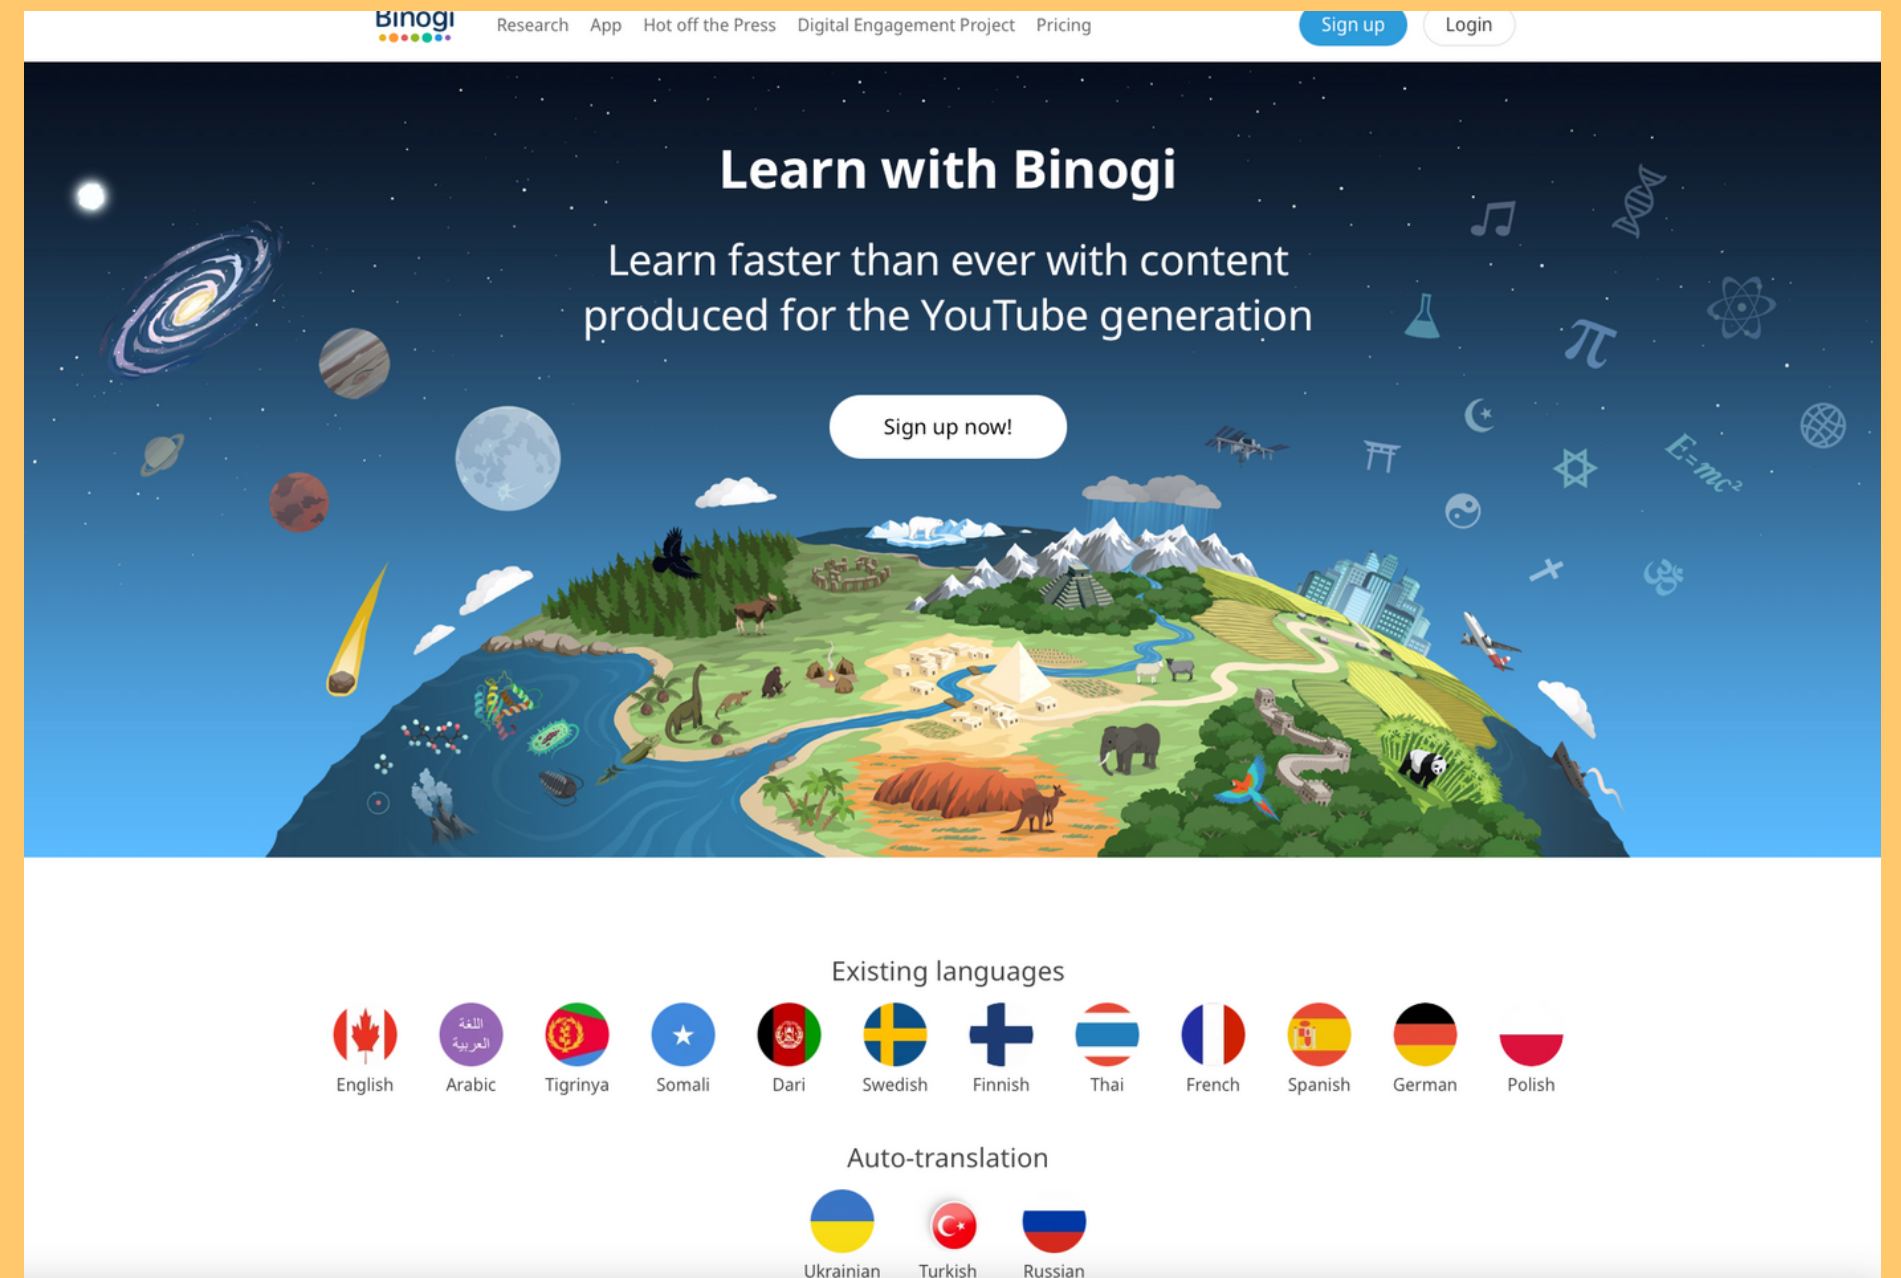 Binogi
Research App Hot off the Press Digital Engagement Project Pricing
Sign up Login
Learn with Binogi
Learn faster than ever with content
produced for the YouTube generation
Sign up now!
π
E=mc²
ॐ
Existing languages
اللغة
العربية
English Arabic Tigrinya Somali Dari Swedish Finnish Thai French Spanish German Polish
Auto-translation
Ukrainian Turkish Russian